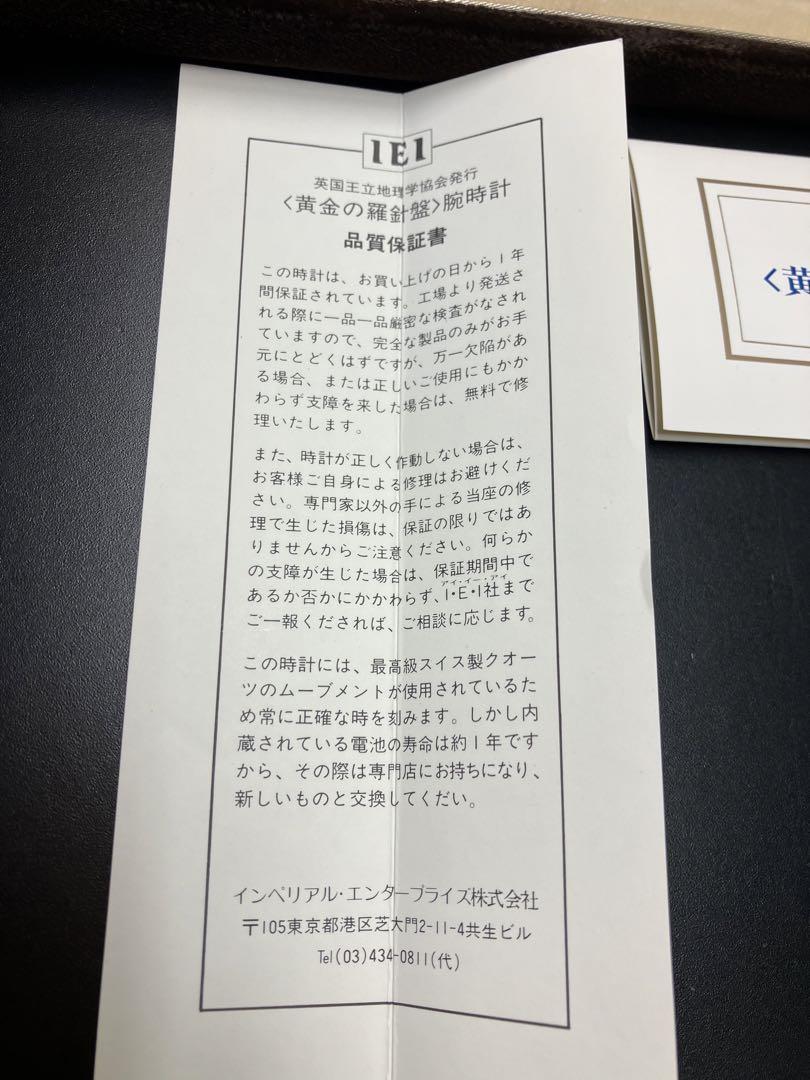 IEI
英国王立地理学協会発行
〈黄金の羅針盤〉腕時計
品質保証書
この時計は、お買い上げの日から1年
間保証されています。工場より発送さ
れる際に一品一品厳密な検査がなされ
ていますので、完全な製品のみがお手
元にとどくはずですが、万一欠陥があ
る場合、または正しいご使用にもかか
わらず支障を来した場合は、無料で修
理いたします。
また、時計が正しく作動しない場合は、
お客様ご自身による修理はお避けくだ
さい。専門家以外の手による当座の修
理で生じた損傷は、保証の限りではあ
りませんからご注意ください。何らか
の支障が生じた場合は、保証期間中で
アイ・イー・アイ
あるか否かにかかわらず、I・E・I社まで
ご一報くだされば、ご相談に応じます。
この時計には、最高級スイス製クオー
ツのムーブメントが使用されているた
め常に正確な時を刻みます。しかし内
蔵されている電池の寿命は約1年です
から、その際は専門店にお持ちになり、
新しいものと交換してくだい。
インペリアル・エンタープライズ株式会社
〒105東京都港区芝大門2-11-4共生ビル
Tel (03)434-0811(代)
〈黄